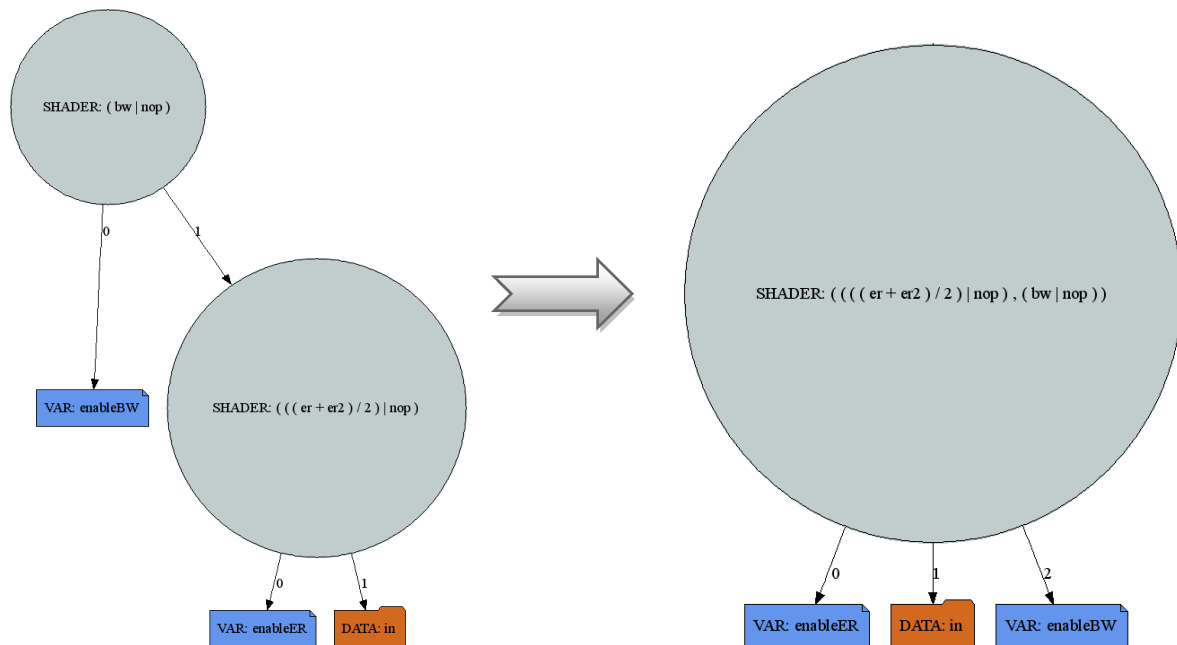 SHADER: ( bw | nop )
0
1
VAR: enableBW
SHADER: ( ( ( er + er2 ) / 2 ) | nop )
0
1
VAR: enableER
DATA: in
SHADER: ( ( ( ( er + er2 ) / 2 ) | nop ) , ( bw | nop ) )
0
1
2
VAR: enableER
DATA: in
VAR: enableBW